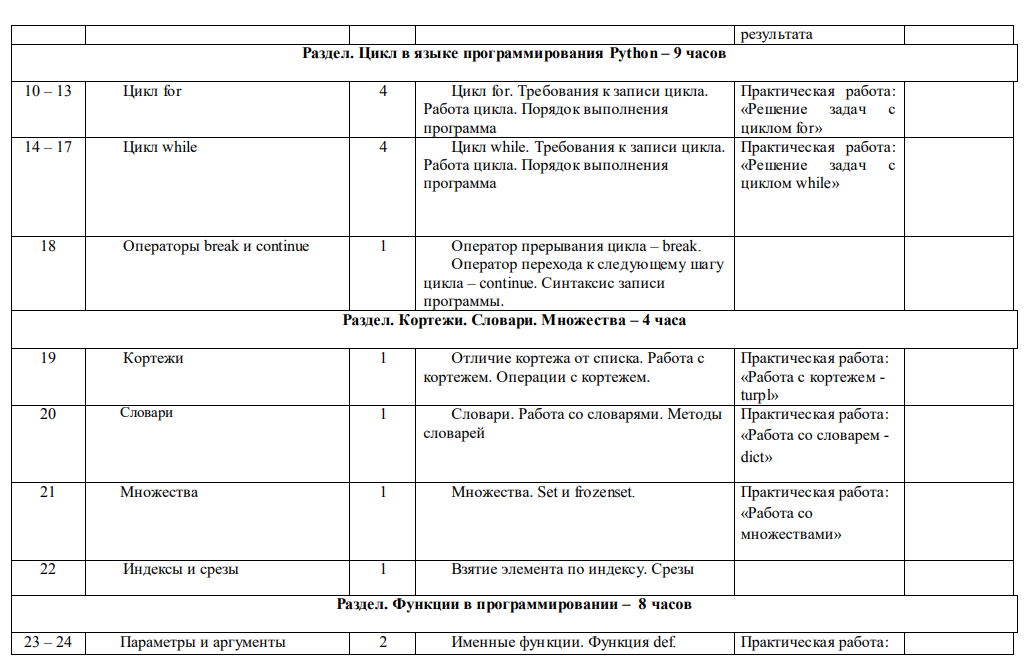 результата
Раздел. Цикл в языке программирования Python – 9 часов
10 – 13 Цикл for 4 Цикл for. Требования к записи цикла. Практическая работа:
Работа цикла. Порядок выполнения «Решение задач с
программа циклом for»
14 – 17 Цикл while 4 Цикл while. Требования к записи цикла. Практическая работа:
Работа цикла. Порядок выполнения «Решение задач с
программа циклом while»
18 Операторы break и continue 1 Оператор прерывания цикла – break.
Оператор перехода к следующему шагу
цикла – continue. Синтаксис записи
программы.
Раздел. Кортежи. Словари. Множества – 4 часа
19 Кортежи 1 Отличие кортежа от списка. Работа с Практическая работа:
кортежем. Операции с кортежем. «Работа с кортежем -
turpl»
20 Словари 1 Словари. Работа со словарями. Методы Практическая работа:
словарей «Работа со словарем -
dict»
21 Множества 1 Множества. Set и frozenset. Практическая работа:
«Работа со
множествами»
22 Индексы и срезы 1 Взятие элемента по индексу. Срезы
Раздел. Функции в программировании – 8 часов
23 – 24 Параметры и аргументы 2 Именные функции. Функция def. Практическая работа: